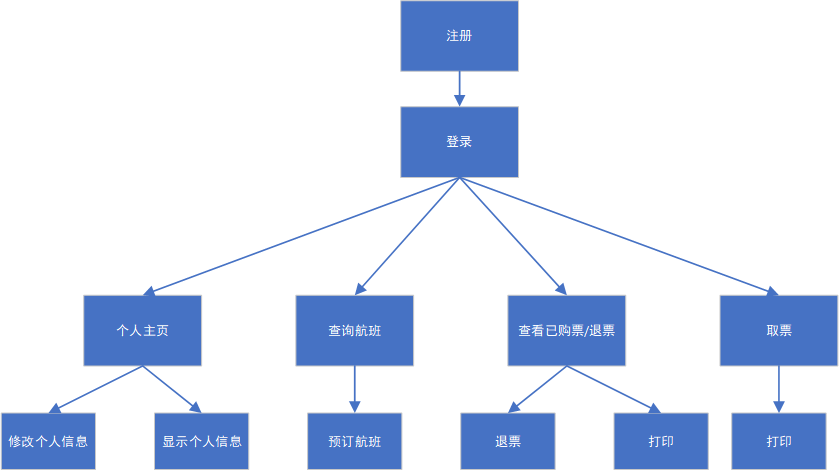 注册
登录
个人主页
查询航班
查看已购票/退票
取票
修改个人信息
显示个人信息
预订航班
退票
打印
打印